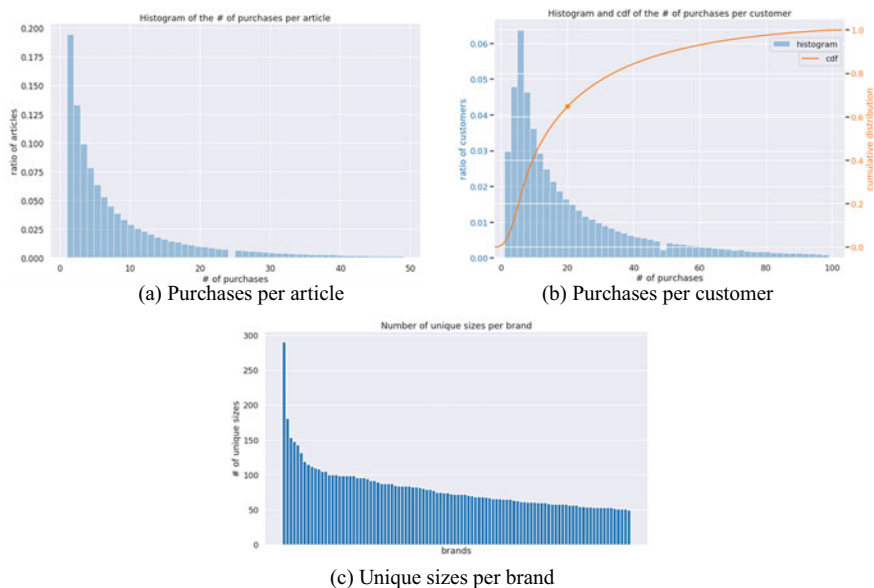 Histogram of the # of purchases per article
0.200
0.175
0.150
0.125
0.100
0.075
0.050
0.025
0.000
ratio of articles
0 10 20 30 40 50
# of purchases
(a) Purchases per article
Histogram and cdf of the # of purchases per customer
histogram
cdf
0.06
0.05
0.04
0.03
0.02
0.01
0.00
ratio of customers
1.0
0.8
0.6
0.4
0.2
0.0
cumulative distribution
0 20 40 60 80 100
# of purchases
(b) Purchases per customer
Number of unique sizes per brand
300
250
200
150
100
50
0
# of unique sizes
brands
(c) Unique sizes per brand